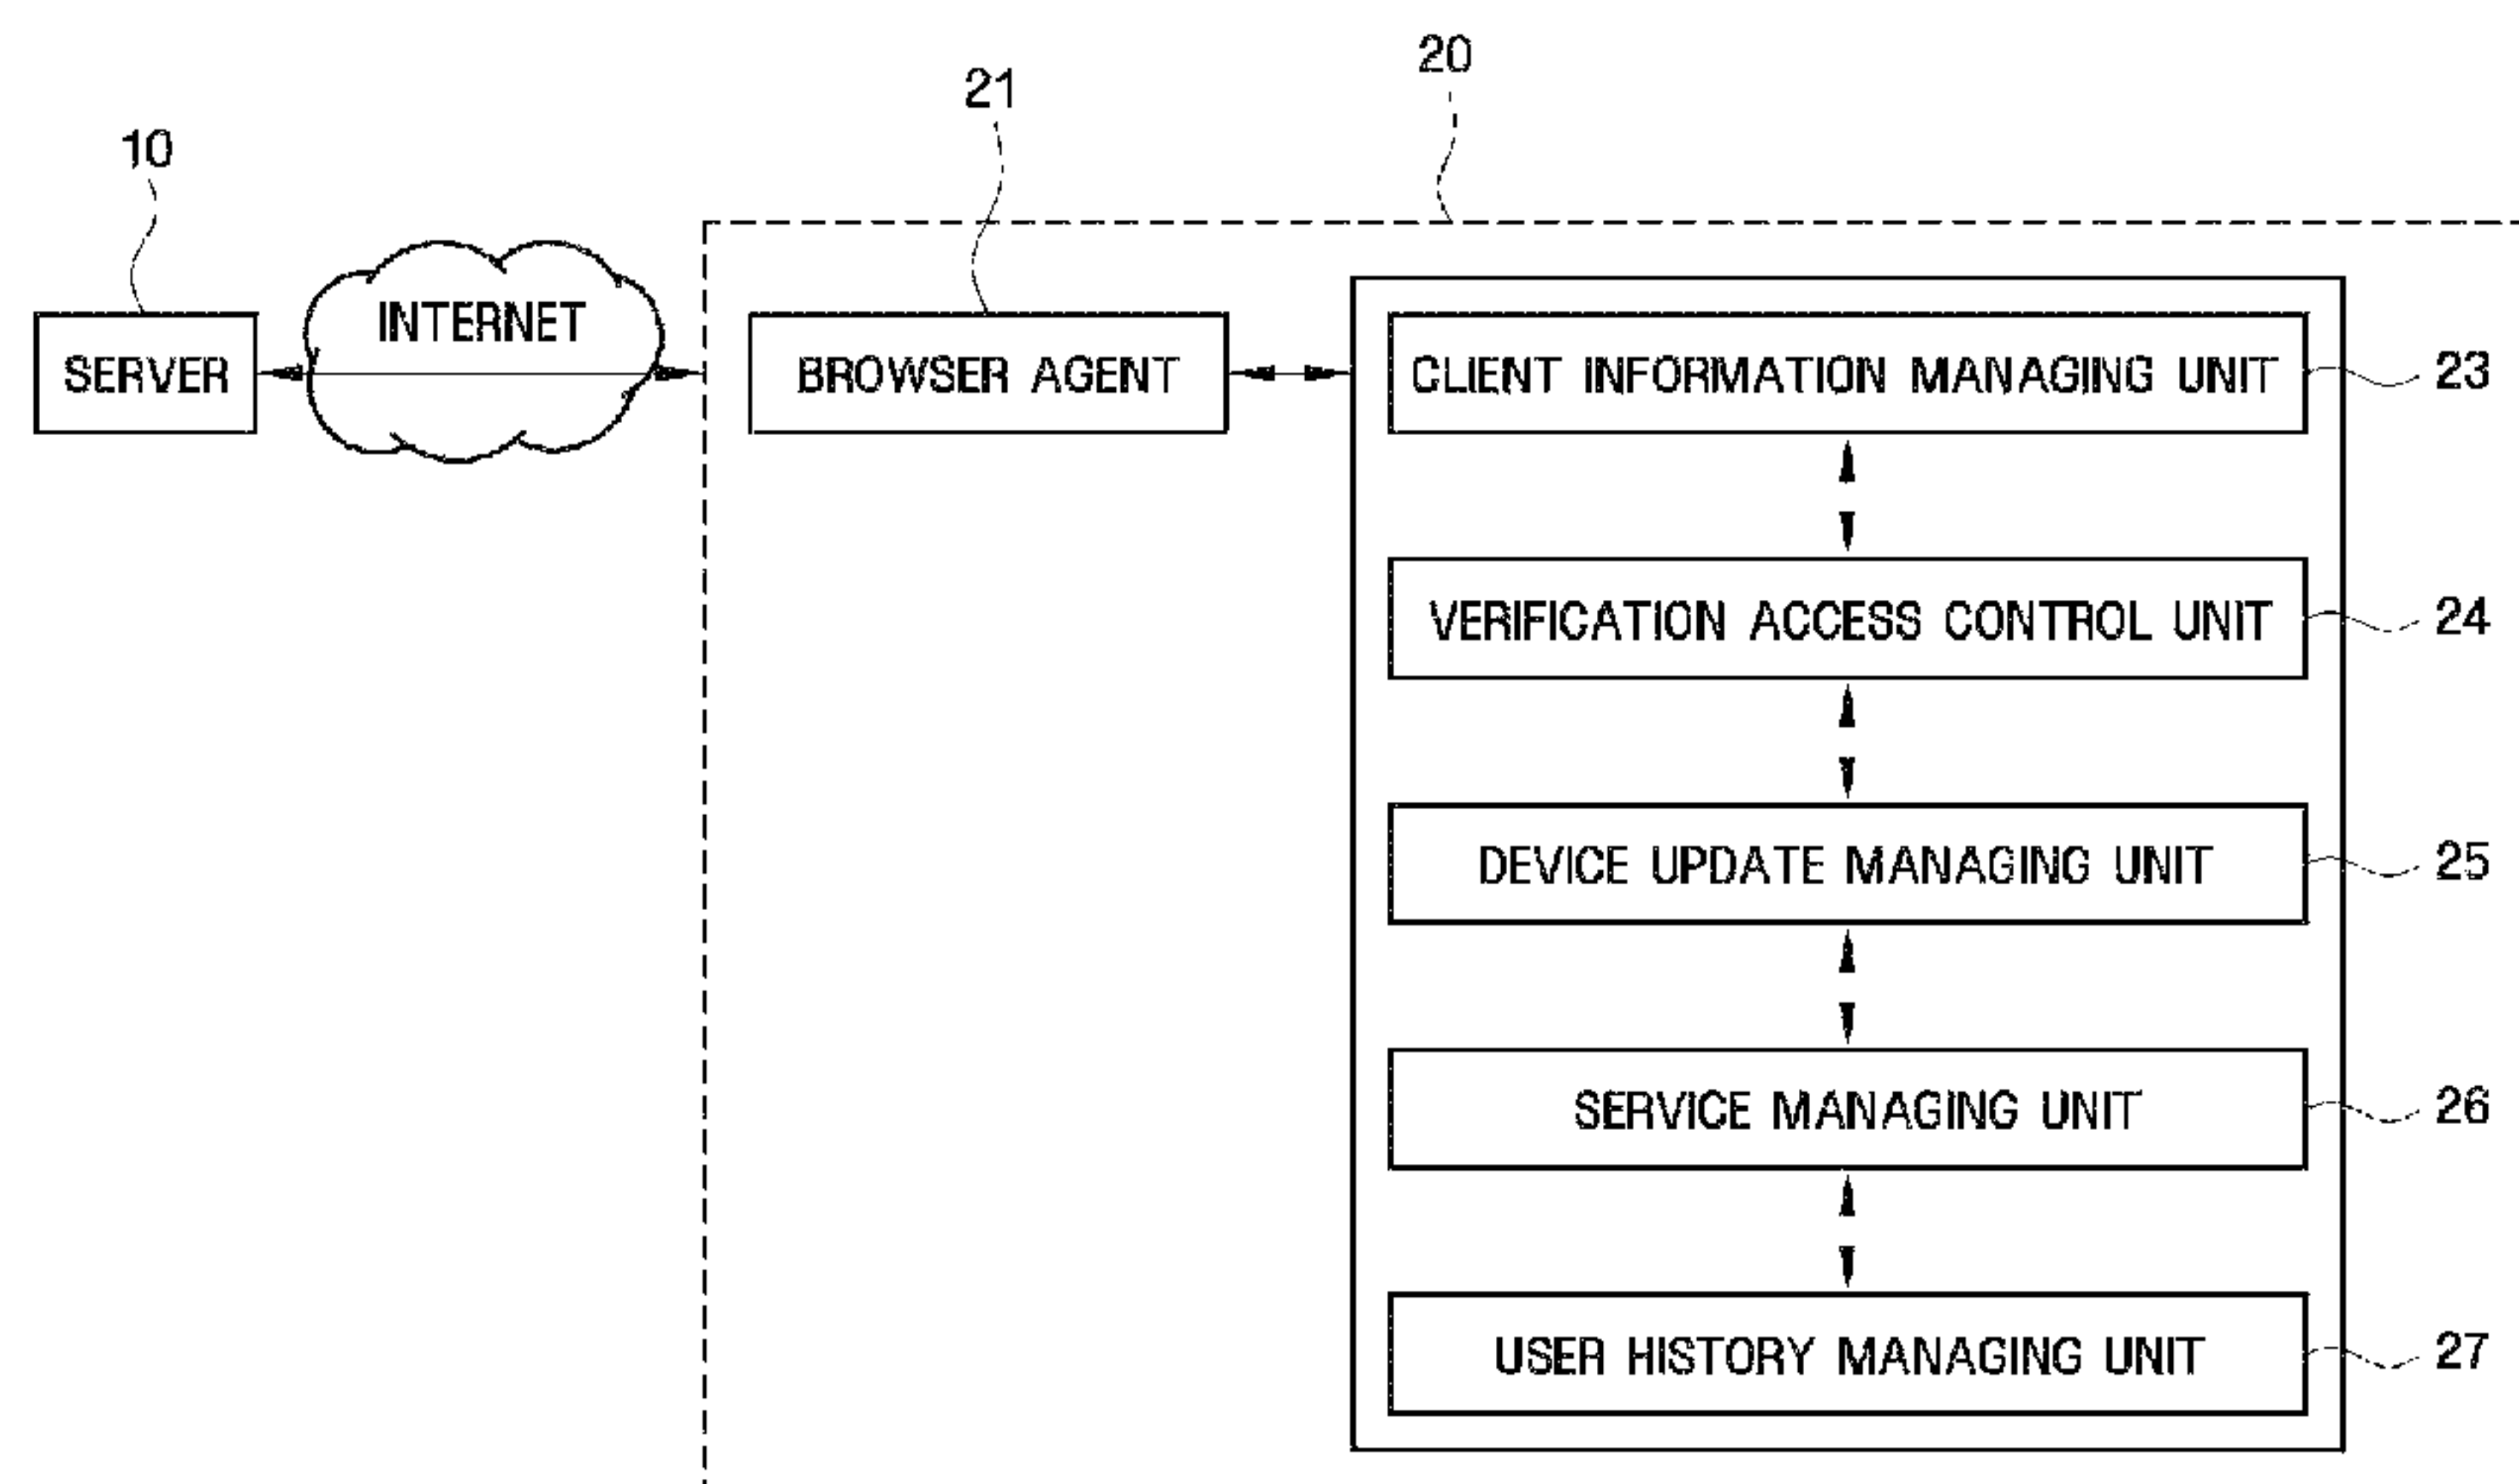 20
21
10
INTERNET
SERVER
BROWSER AGENT
CLIENT INFORMATION MANAGING UNIT
23
VERIFICATION ACCESS CONTROL UNIT
24
DEVICE UPDATE MANAGING UNIT
25
SERVICE MANAGING UNIT
26
USER HISTORY MANAGING UNIT
27